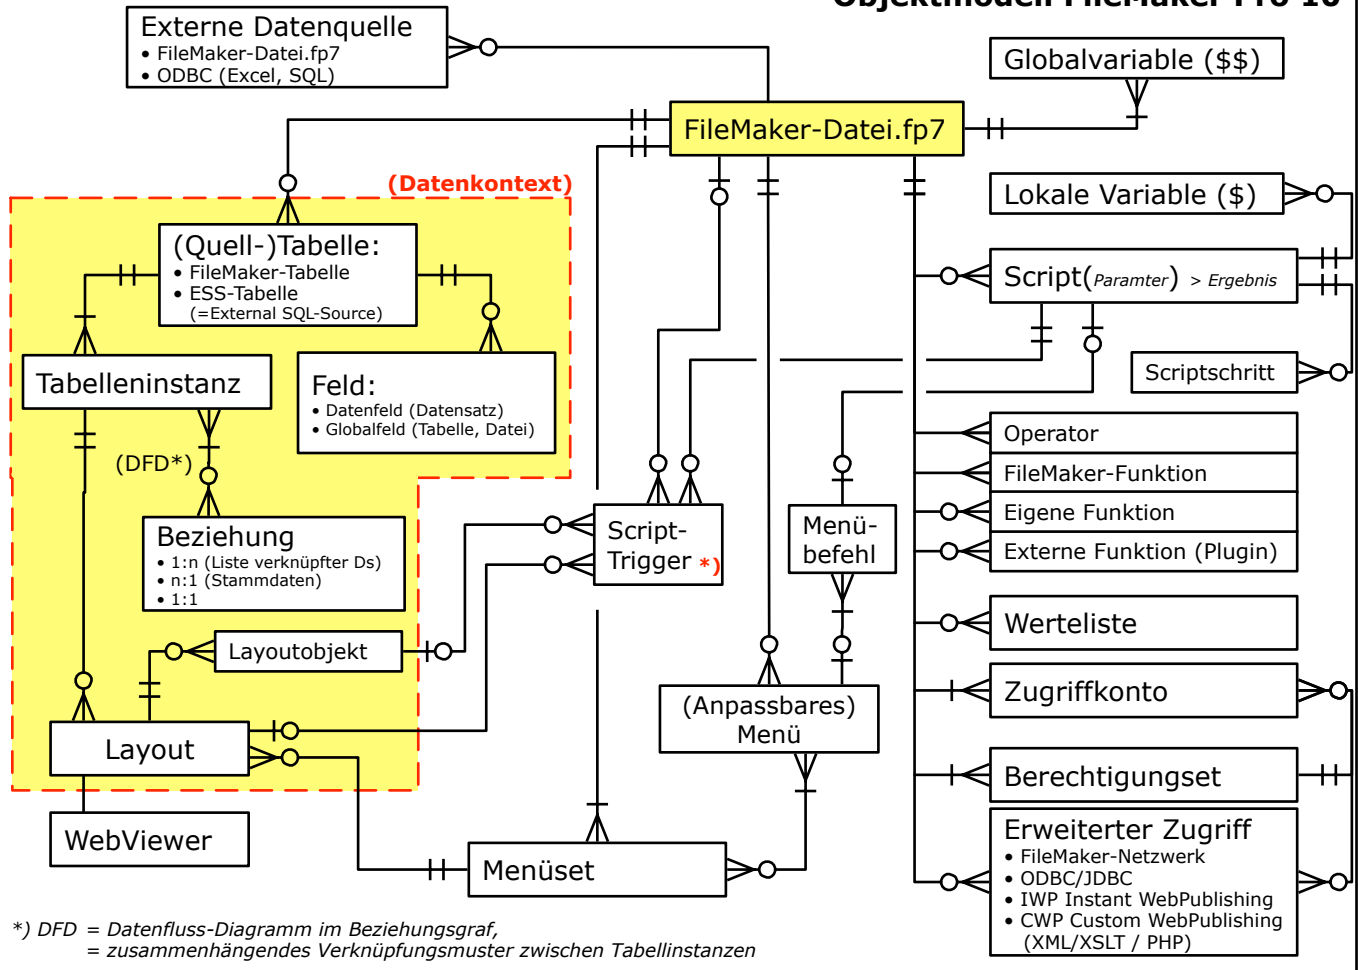 Objektmodell FileMaker Pro 10
Externe Datenquelle
• FileMaker-Datei.fp7
• ODBC (Excel, SQL)
Globalvariable ($$)
FileMaker-Datei.fp7
(Datenkontext)
Lokale Variable ($)
(Quell-)Tabelle:
• FileMaker-Tabelle
• ESS-Tabelle
(=External SQL-Source)
Script(Paramter) > Ergebnis
Tabelleninstanz
Feld:
• Datenfeld (Datensatz)
• Globalfeld (Tabelle, Datei)
Scriptschritt
(DFD*)
Operator
FileMaker-Funktion
Eigene Funktion
Externe Funktion (Plugin)
Beziehung
• 1:n (Liste verknüpfter Ds)
• n:1 (Stammdaten)
• 1:1
Script-
Trigger *)
Menü-
befehl
Layoutobjekt
Werteliste
(Anpassbares)
Menü
Zugriffkonto
Layout
Berechtigungset
WebViewer
Menüset
Erweiterter Zugriff
• FileMaker-Netzwerk
• ODBC/JDBC
• IWP Instant WebPublishing
• CWP Custom WebPublishing
(XML/XSLT / PHP)
*) DFD = Datenfluss-Diagramm im Beziehungsgraf,
= zusammenhängendes Verknüpfungsmuster zwischen Tabellinstanzen